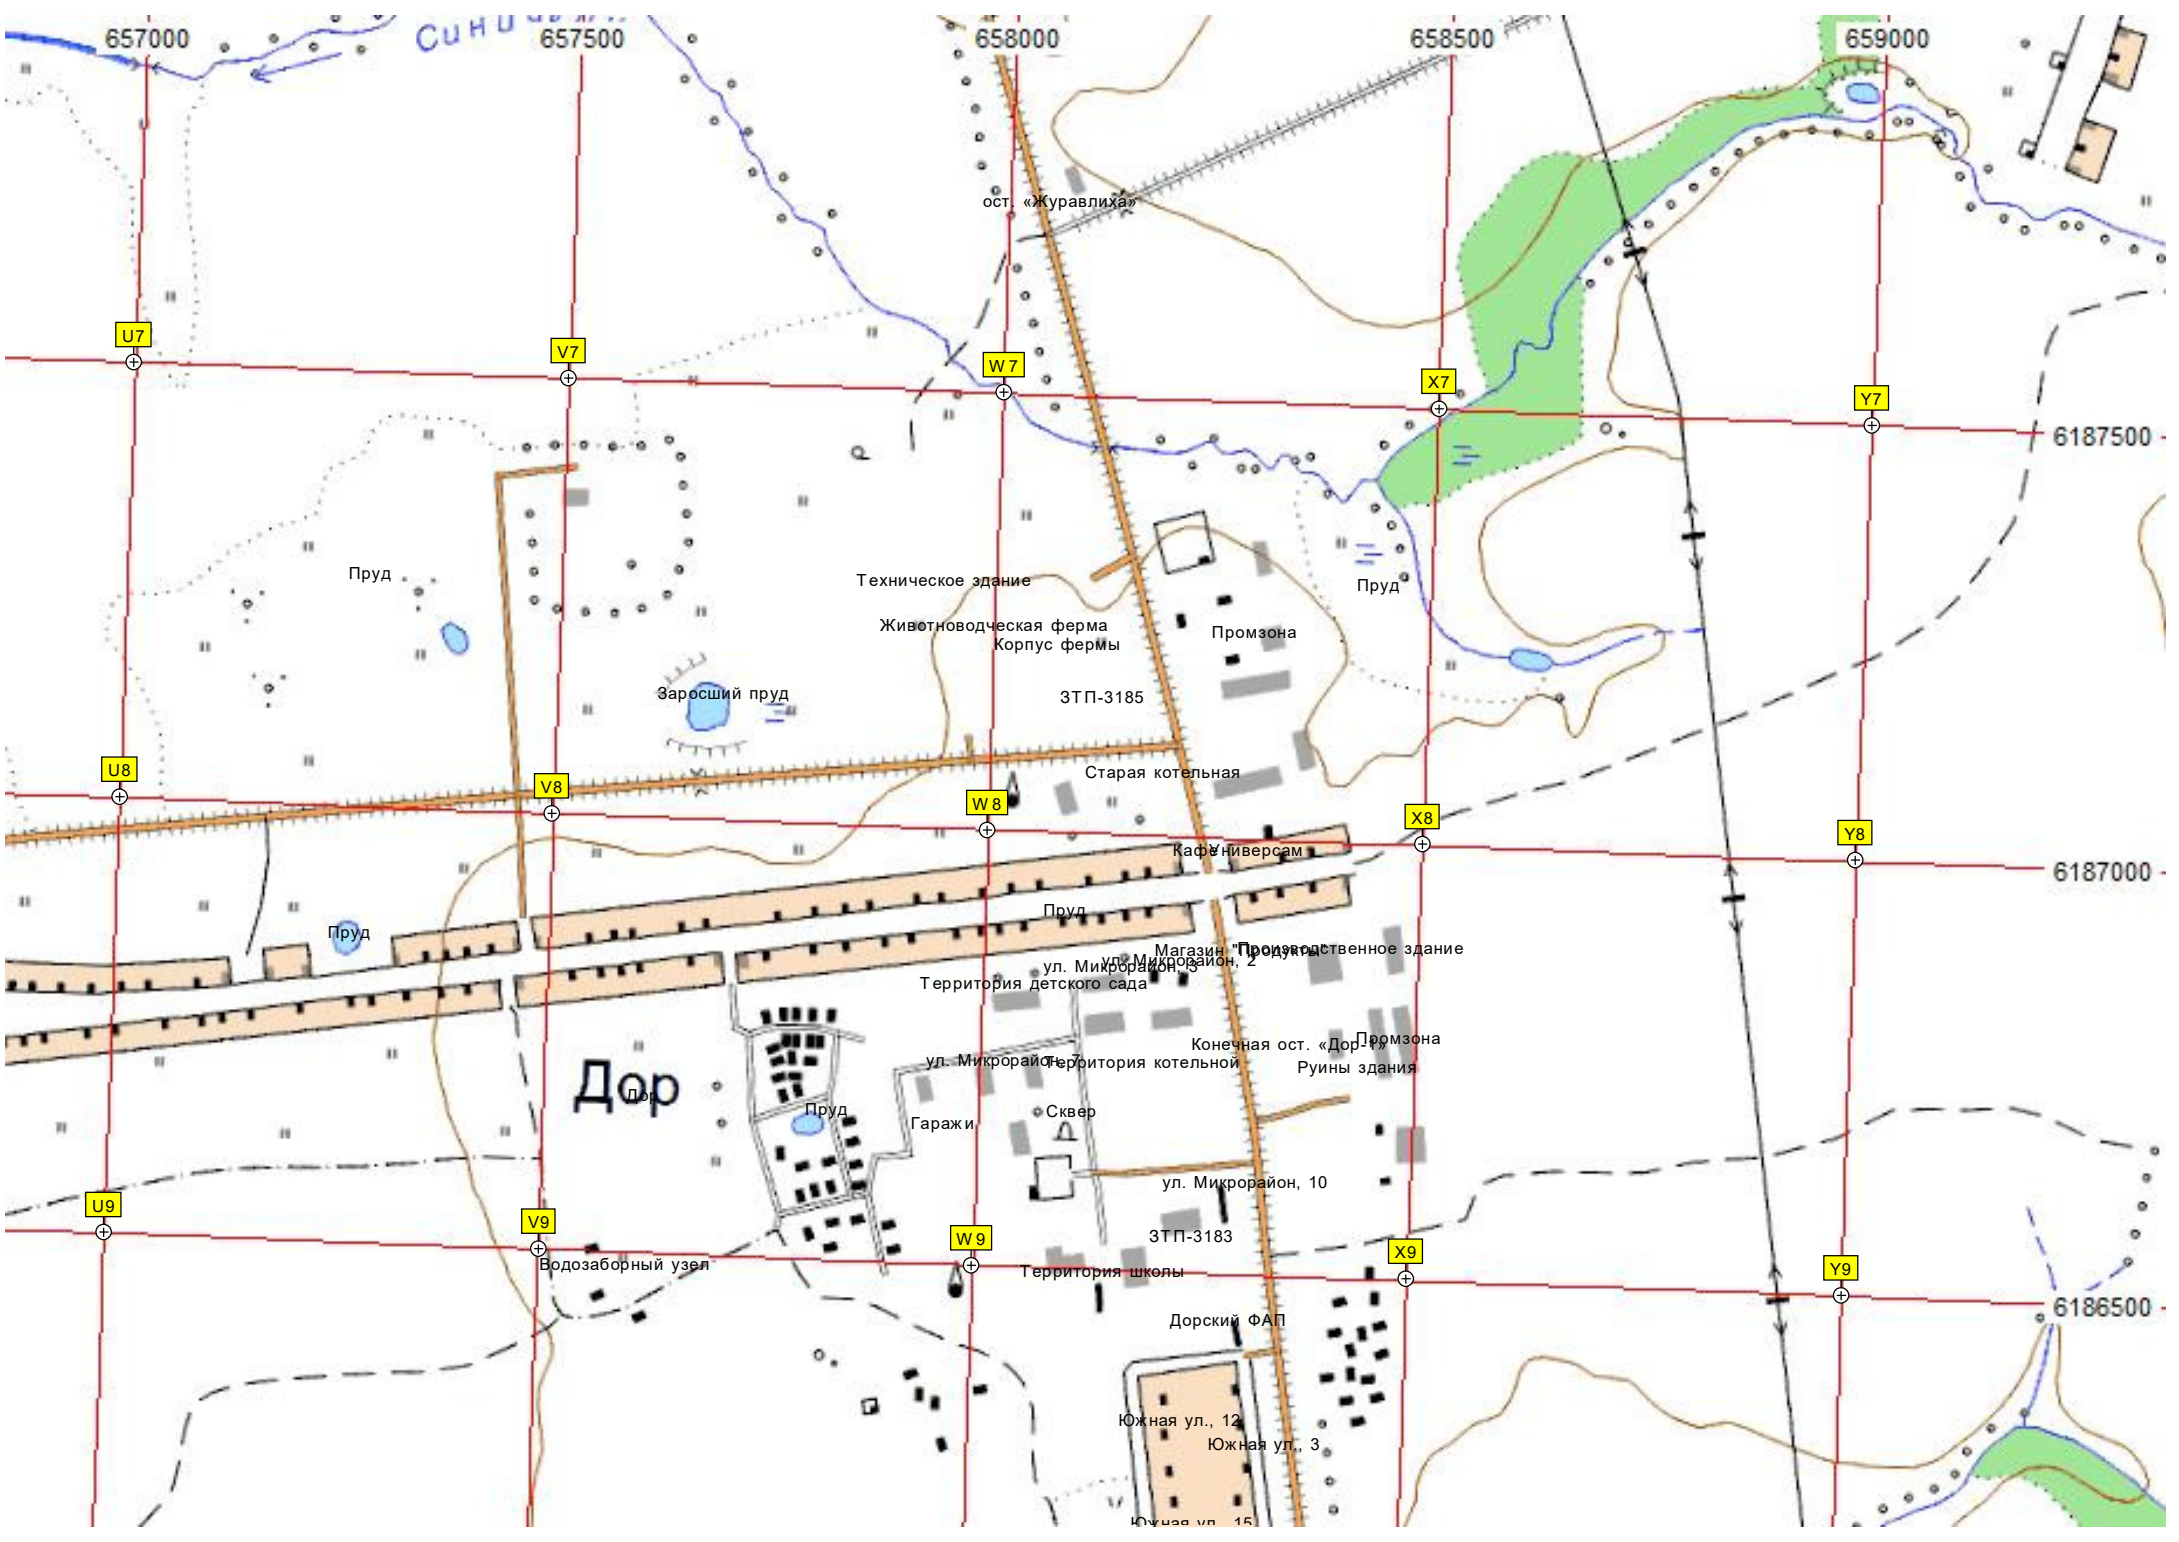 657000
657500
658000
658500
659000
ост. «Журавлиха»
U7
V7
W7
X7
Y7
6187500
Пруд
Техническое здание
Пруд
Животноводческая ферма
Промзона
Корпус фермы
Заросший пруд
ЗТП-3185
U8
Старая котельная
V8
W8
X8
Y8
Кафе
Универсам
6187000
Пруд
Пруд
Магазин "Продукты"
Производственное здание
ул. Микрорайон, 2
ул. Микрорайон, 3
Территория детского сада
Конечная ост. «Дор-1»
Промзона
ул. Микрорайон, 7
Территория котельной
Руины здания
Дор
Дор
Пруд
Сквер
Гаражи
ул. Микрорайон, 10
U9
V9
W9
ЗТП-3183
X9
Y9
Водозаборный узел
Территория школы
6186500
Дорский ФАП
Южная ул., 12
Южная ул., 3
Южная ул., 15